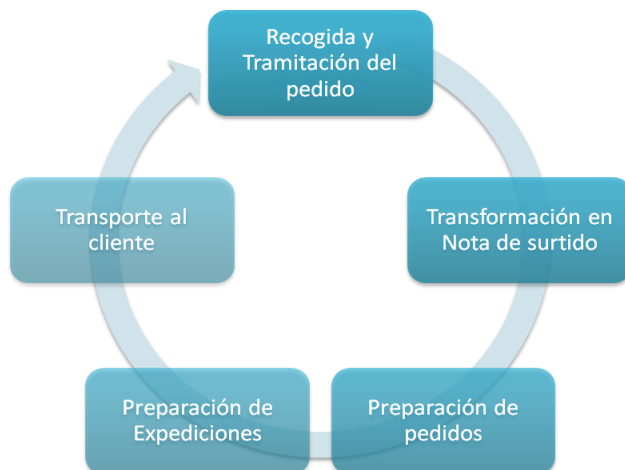 Recogida y
Tramitación del
pedido
Transformación en
Nota de surtido
Preparación de
pedidos
Preparación de
Expediciones
Transporte al
cliente